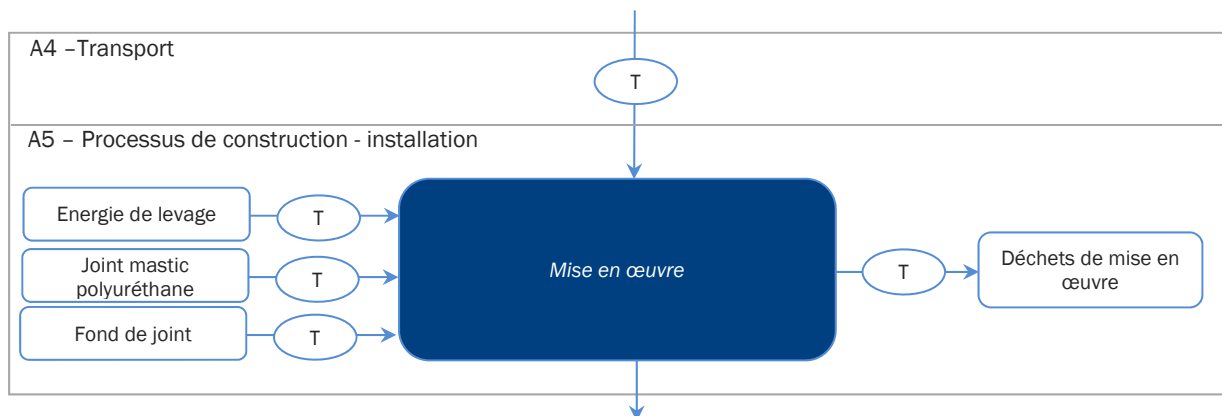 A4 –Transport
T
A5 – Processus de construction - installation
Energie de levage
T
Joint mastic
polyuréthane
T
Fond de joint
T
Mise en œuvre
T
Déchets de mise en
œuvre